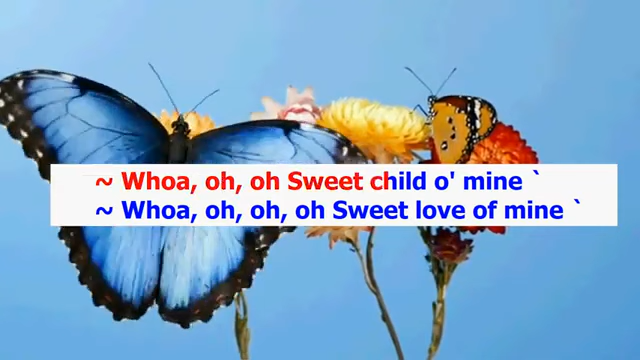 ~ Whoa, oh, oh Sweet child o' mine `
~ Whoa, oh, oh, oh Sweet love of mine `